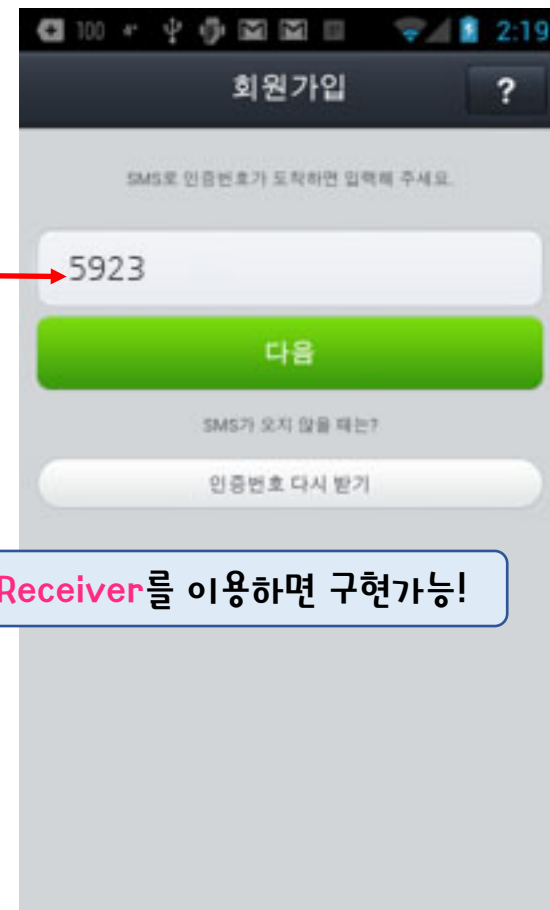 100 4° 2:19
회원가입 ?
SMS로 인증번호가 도착하면 입력해 주세요.
5923
다음
SMS가 오지 않을 때는?
인증번호 다시 받기
Receiver를 이용하면 구현가능!